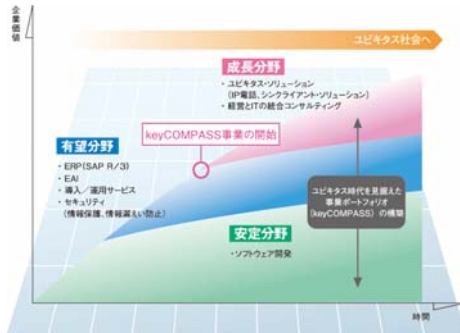 企業価値
ユビキタス社会へ
成長分野
・ユビキタス・ソリューション
（IP電話、シンクライアント・ソリューション）
・経営とITの統合コンサルティング
keyCOMPASS事業の開始
有望分野
・ERP（SAP R/3）
・EAI
・導入／運用サービス
・セキュリティ
（情報保護、情報漏えい防止）
ユビキタス時代を見据えた
事業ポートフォリオ
（keyCOMPASS）の構築
安定分野
・ソフトウェア開発
時間